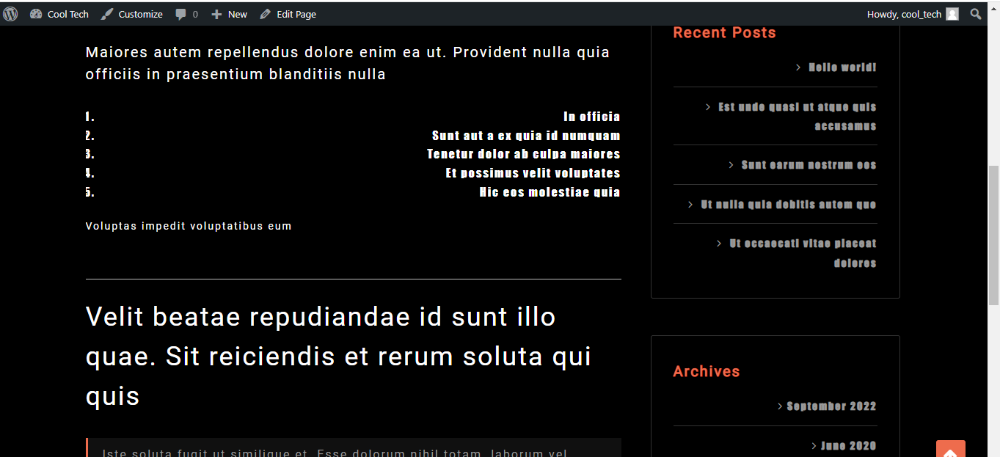 Cool Tech Customize 0 New Edit Page Howdy, cool_tech
Maiores autem repellendus dolore enim ea ut. Provident nulla quia
officiis in praesentium blanditiis nulla
1. In officia
2. Sunt aut a ex quia id numquam
3. Tenetur dolor ab culpa maiores
4. Et possimus velit voluptates
5. Hic eos molestiae quia
Voluptas impedit voluptatibus eum
Velit beatae repudiandae id sunt illo
quae. Sit reiciendis et rerum soluta qui
quis
Iste soluta fugit ut similique et. Esse dolorum nihil totam, laborum vel
Recent Posts
Hello world!
Est unde quasi ut atque quis
accusamus
Sunt earum nostrum eos
Ut nulla quia debitis autem quo
Ut occaecati vitae placeat
dolores
Archives
September 2022
June 2020